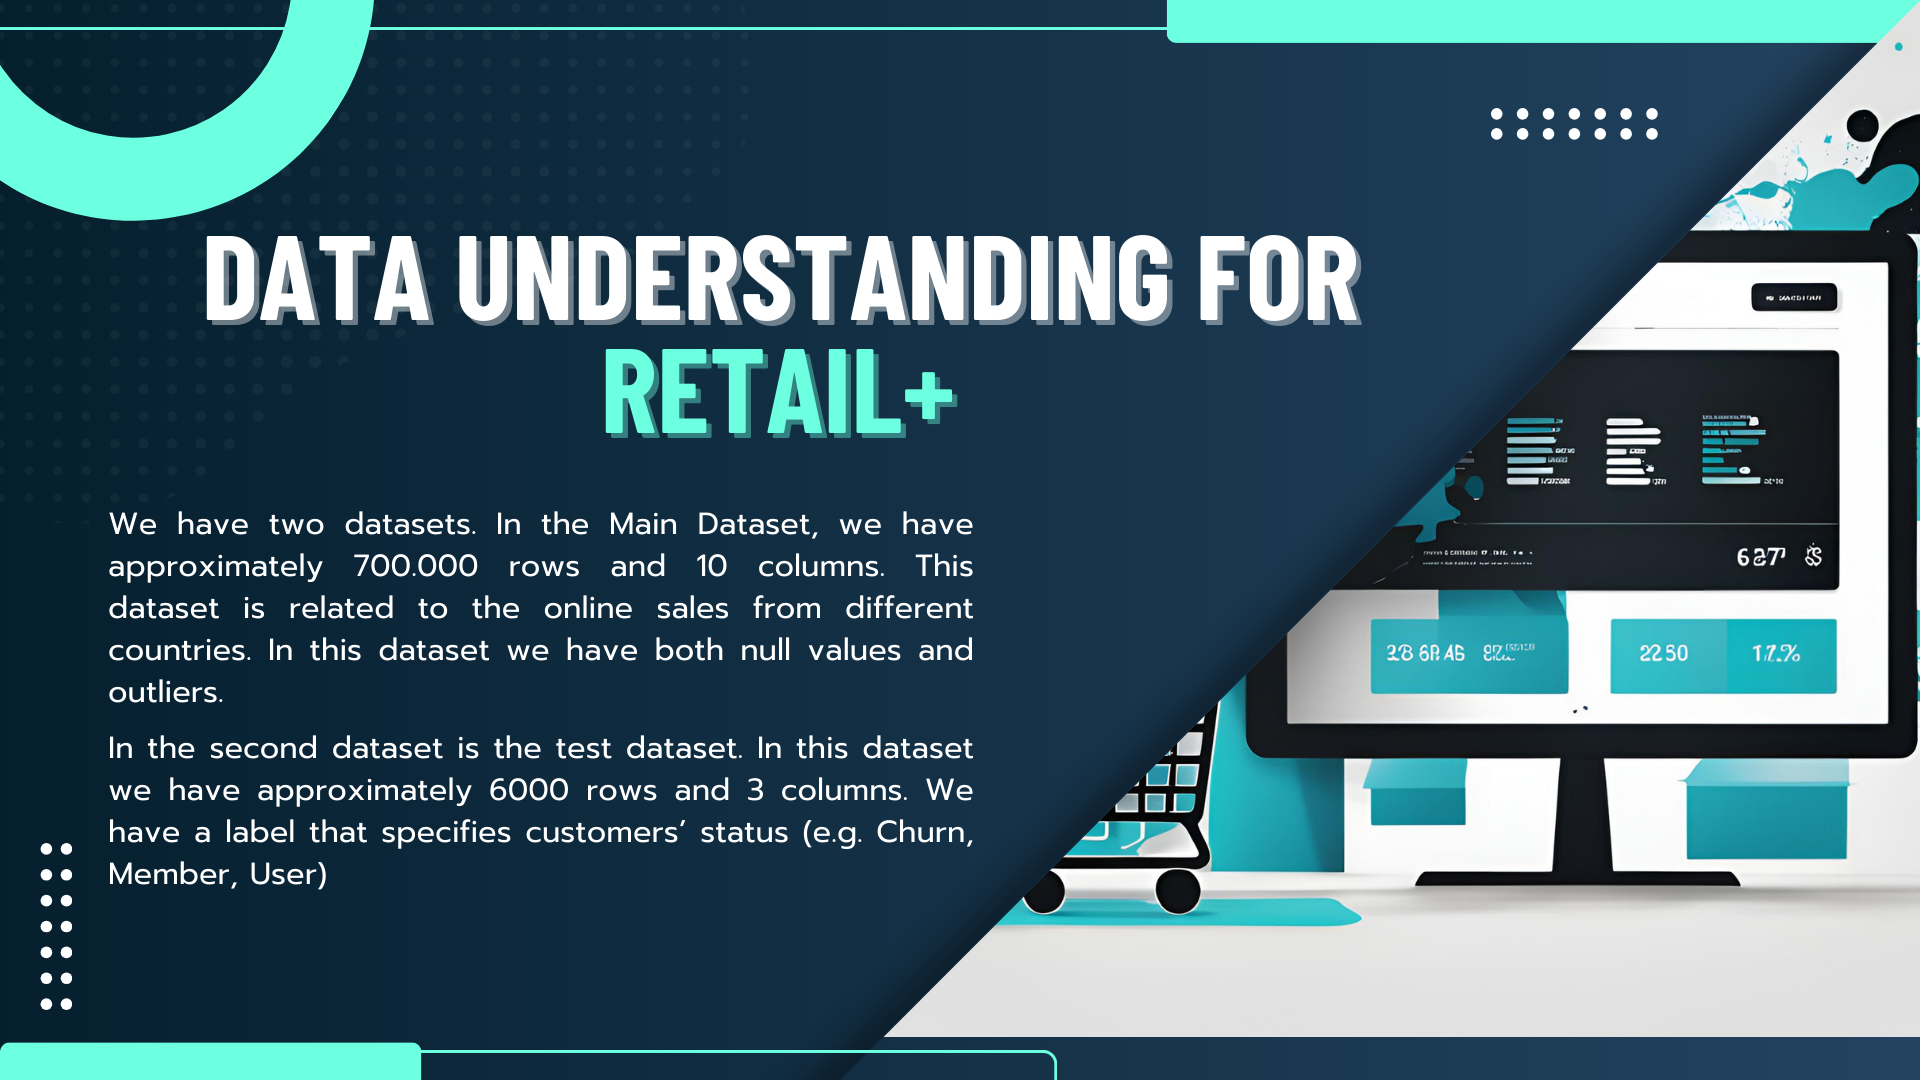 DATA UNDERSTANDING FOR
RETAIL+
We have two datasets. In the Main Dataset, we have
approximately 700.000 rows and 10 columns. This
dataset is related to the online sales from different
countries. In this dataset we have both null values and
outliers.
In the second dataset is the test dataset. In this dataset
we have approximately 6000 rows and 3 columns. We
have a label that specifies customers’ status (e.g. Churn,
Member, User)
22 50